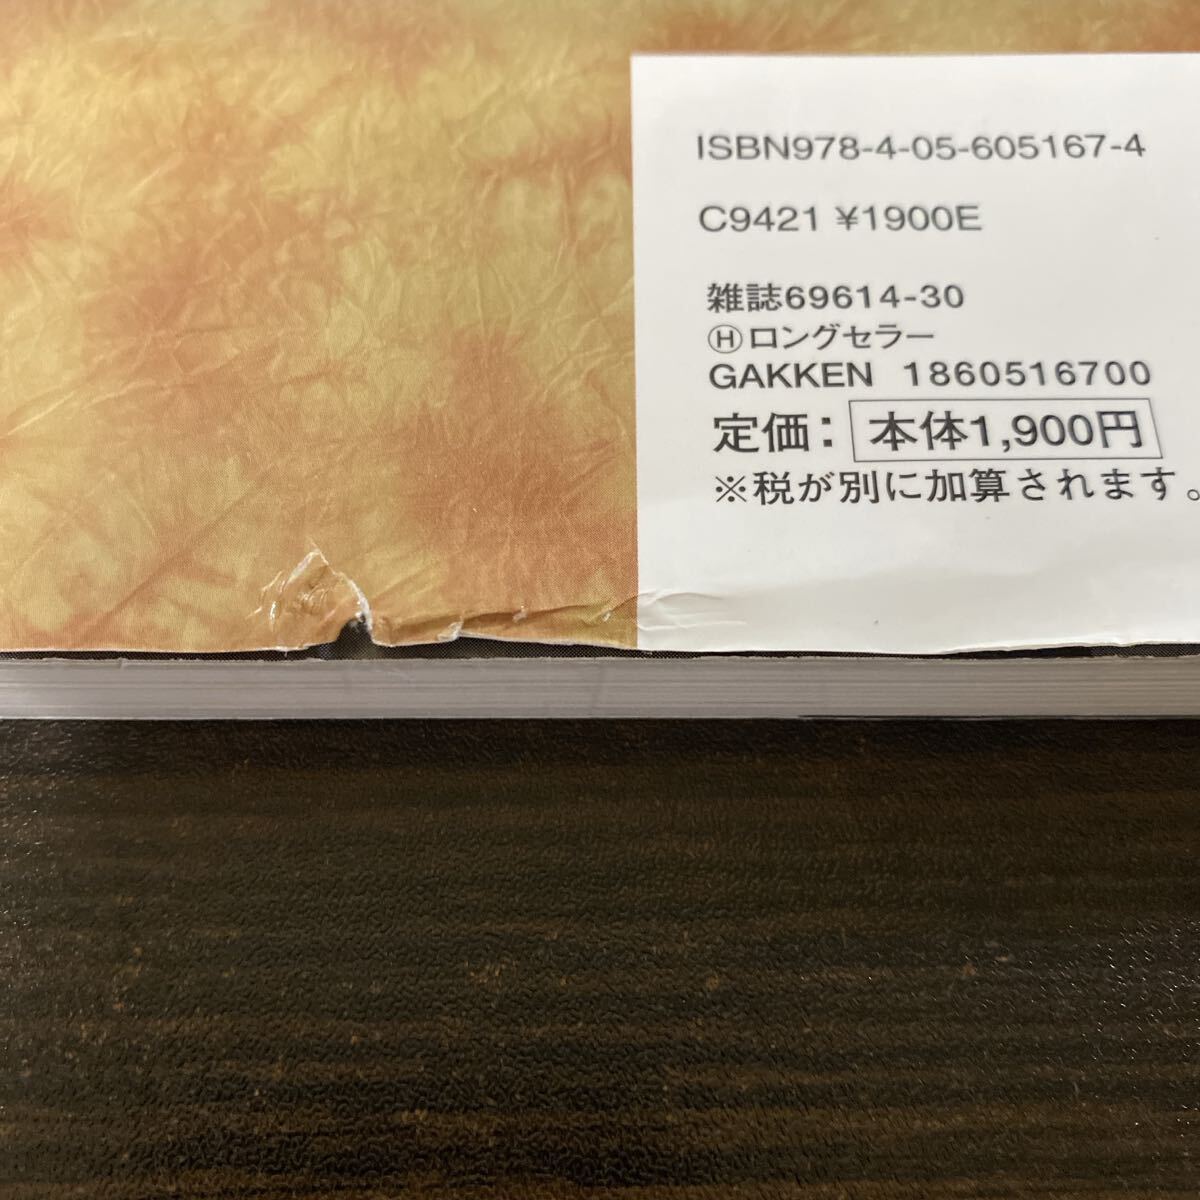 ISBN978-4-05-605167-4
C9421 ¥1900E
雑誌69614-30
Ⓗロングセラー
GAKKEN 1860516700
定価：本体1,900円
※税が別に加算されます。